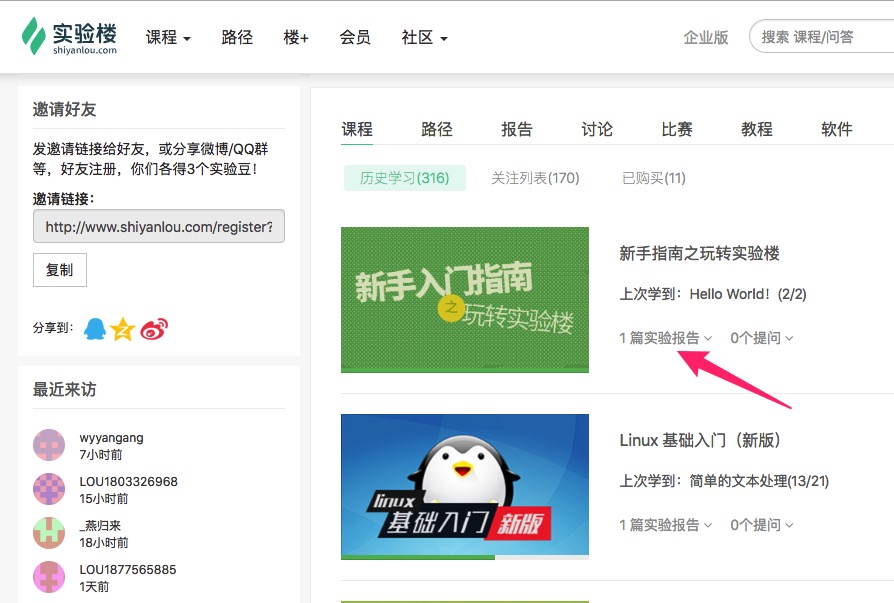 实验楼
shiyanlou.com
课程 路径 楼+ 会员 社区 企业版 搜索 课程/问答
邀请好友
发邀请链接给好友，或分享微博/QQ群
等，好友注册，你们各得3个实验豆！
邀请链接：
http://www.shiyanlou.com/register?
复制
分享到：
最近来访
wyyangang
7小时前
LOU1803326968
15小时前
_燕归来
18小时前
LOU1877565885
1天前
课程 路径 报告 讨论 比赛 教程 软件
历史学习(316) 关注列表(170) 已购买(11)
新手入门指南
之
玩转实验楼
新手指南之玩转实验楼
上次学到：Hello World！(2/2)
1 篇实验报告 0个提问
linux
基础入门 新版
Linux 基础入门（新版）
上次学到：简单的文本处理(13/21)
1 篇实验报告 0个提问